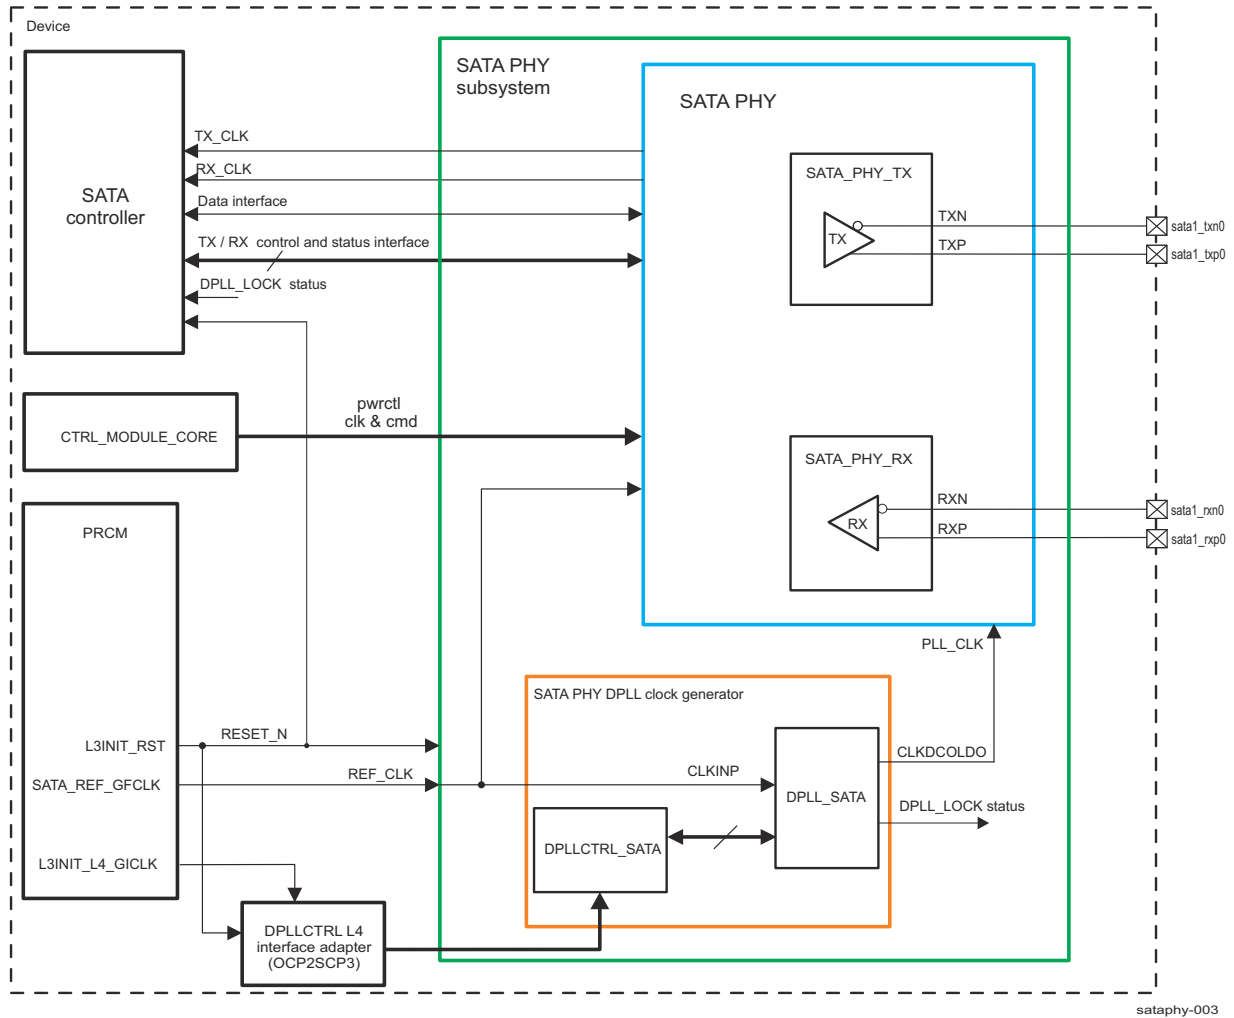 Device
SATA PHY
subsystem
SATA PHY
TX_CLK
RX_CLK
Data interface
TX / RX control and status interface
DPLL_LOCK status
SATA
controller
SATA_PHY_TX
TX
TXN
TXP
sata1_txn0
sata1_txp0
pwrctl
clk & cmd
CTRL_MODULE_CORE
SATA_PHY_RX
RX
RXN
RXP
sata1_rxn0
sata1_rxp0
PRCM
PLL_CLK
SATA PHY DPLL clock generator
L3INIT_RST
RESET_N
SATA_REF_GFCLK
REF_CLK
CLKINP
CLKDCOLDO
DPLL_SATA
DPLL_LOCK status
DPLLCTRL_SATA
L3INIT_L4_GICLK
DPLLCTRL L4
interface adapter
(OCP2SCP3)
sataphy-003